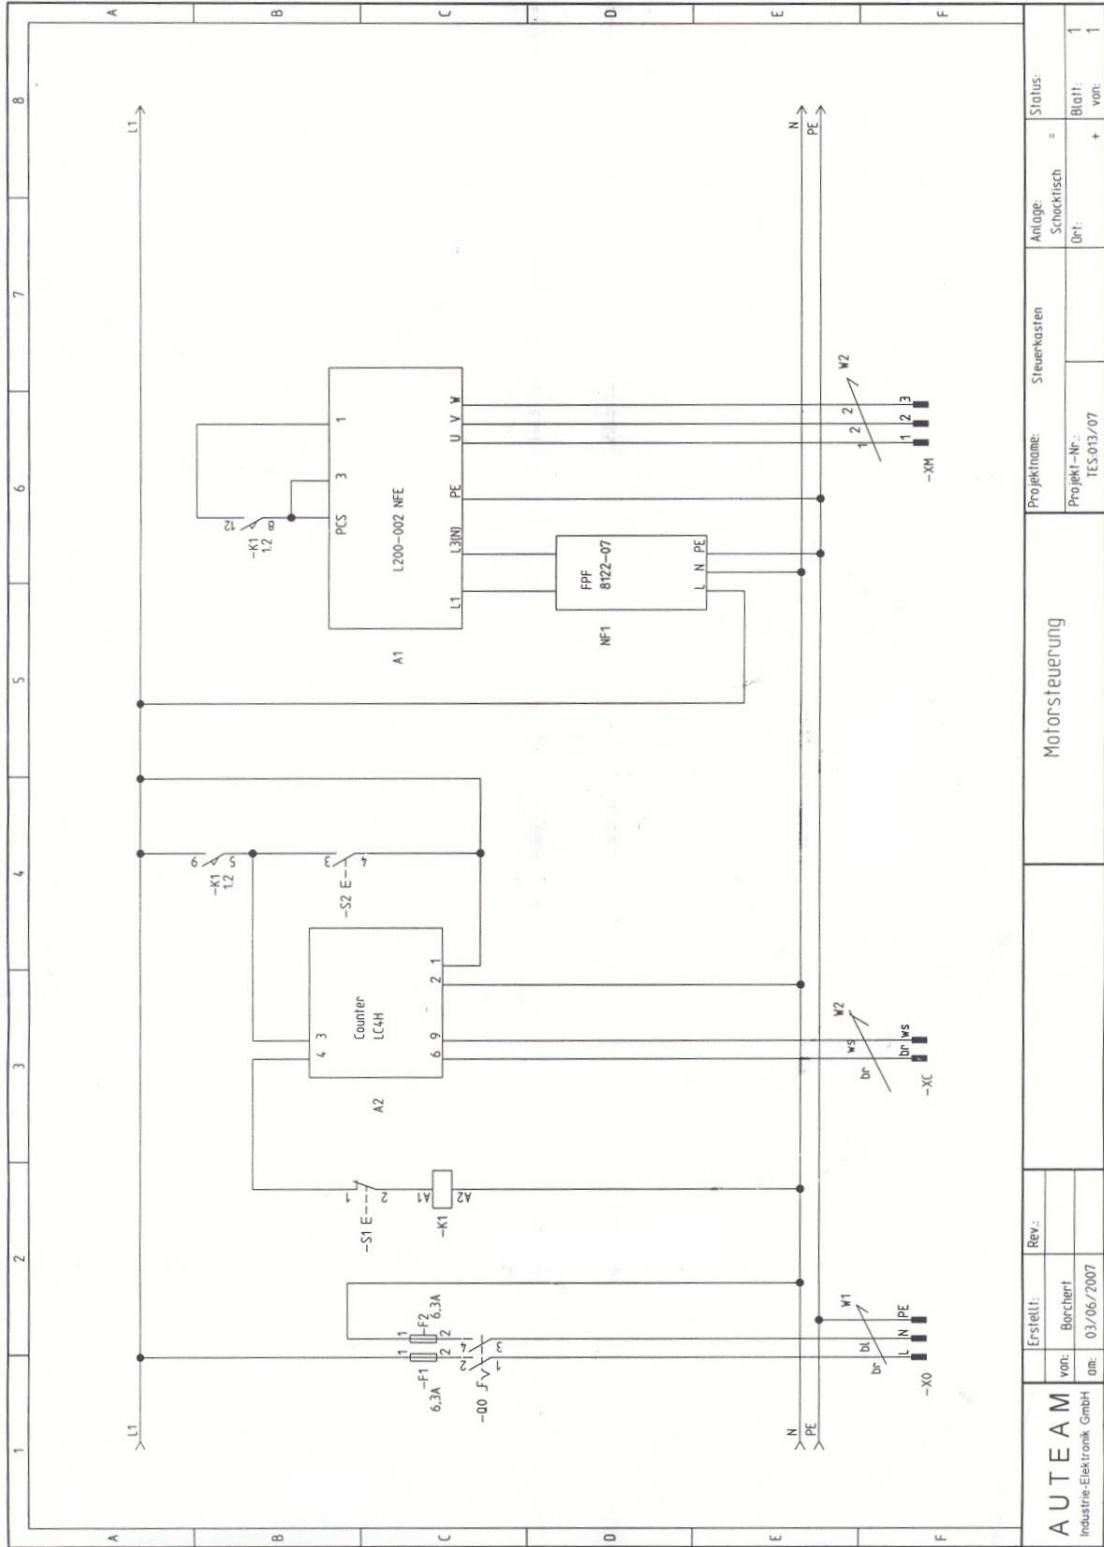 1 2 3 4 5 6 7 8
A A
B B
C C
D D
E E
F F
L1 L1
-K1
1.2
9
5
-K1
1.2
12
8
-S2 E
3
4
4 3
Counter
LC4H
6 9 2 1
A2
PCS 3 1
L200-002 NFE
L1 L3(N) PE U V W
A1
FPF
8122-07
L N PE
NF1
-S1 E
1
2
A1
A2
-K1
-F1
6,3A
1
2
-F2
6,3A
1
2
-Q0
2 4
1 3
N N
PE PE
W1
br bl
L N PE
-X0
W2
br ws
br ws
-XC
W2
1 2 2
1 2 3
-XM
AUTEAM
Industrie-Elektronik GmbH
Erstellt: Rev.:
von: Borchert
am: 03/06/2007
Motorsteuerung
Projektname: Steuerkasten
Projekt-Nr.:
TES:013/07
Anlage: =
Schocktisch
Ort: +
Status:
Blatt: 1
von: 1